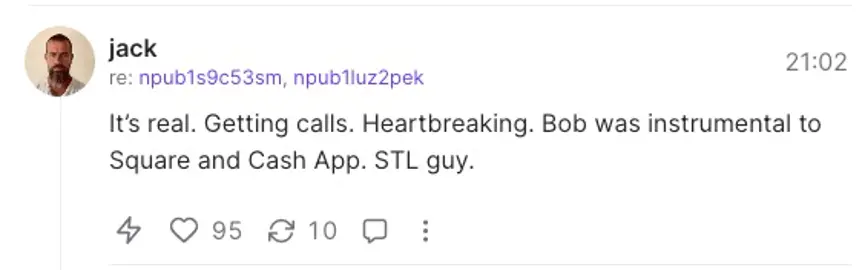 jack
21:02
re: npub1s9c53sm, npub1luz2pek
It’s real. Getting calls. Heartbreaking. Bob was instrumental to
Square and Cash App. STL guy.
95 10